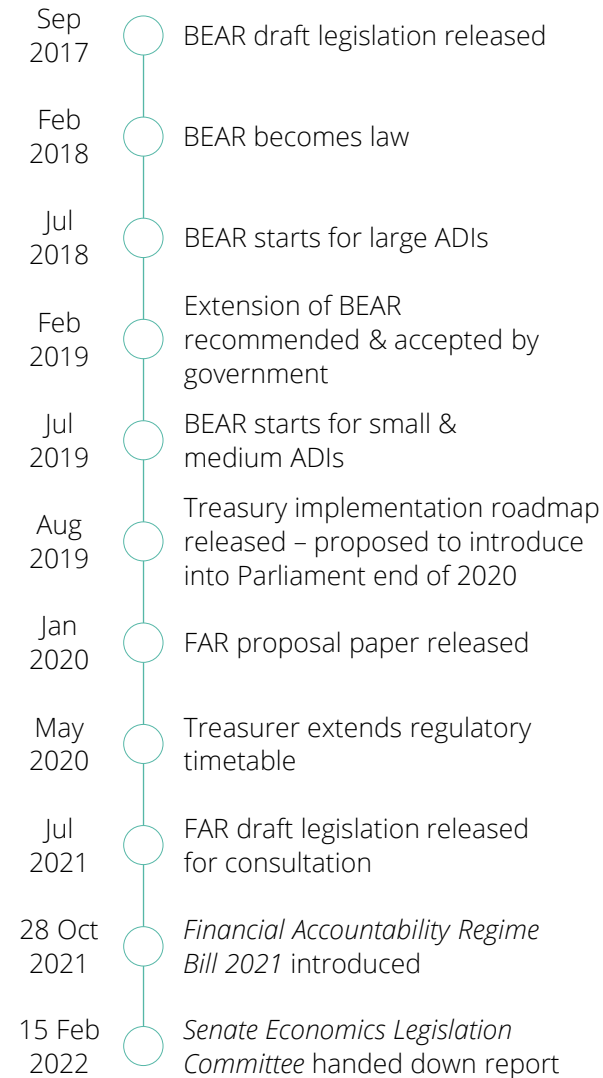 Sep
2017
BEAR draft legislation released
Feb
2018
BEAR becomes law
Jul
2018
BEAR starts for large ADIs
Feb
2019
Extension of BEAR
recommended & accepted by
government
Jul
2019
BEAR starts for small &
medium ADIs
Aug
2019
Treasury implementation roadmap
released – proposed to introduce
into Parliament end of 2020
Jan
2020
FAR proposal paper released
May
2020
Treasurer extends regulatory
timetable
Jul
2021
FAR draft legislation released
for consultation
28 Oct
2021
Financial Accountability Regime
Bill 2021 introduced
15 Feb
2022
Senate Economics Legislation
Committee handed down report